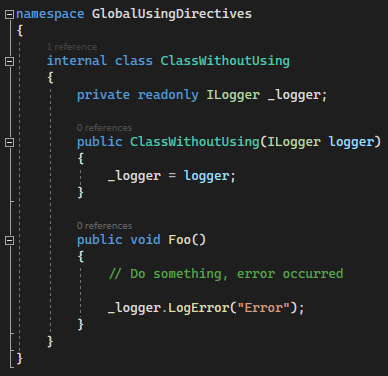 namespace GlobalUsingDirectives
{
1 reference
internal class ClassWithoutUsing
{
private readonly ILogger _logger;
0 references
public ClassWithoutUsing(ILogger logger)
{
_logger = logger;
}
0 references
public void Foo()
{
// Do something, error occurred
_logger.LogError("Error");
}
}
}